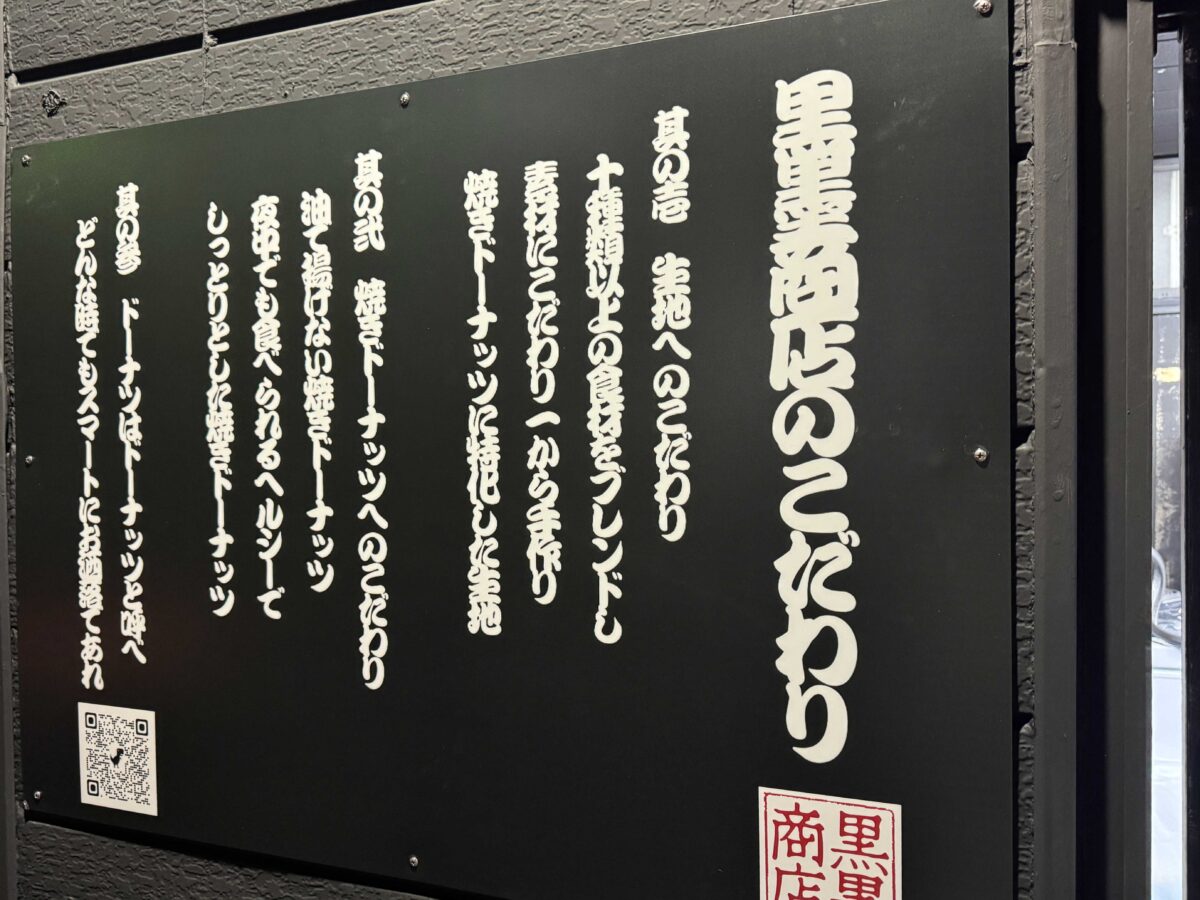 黒黒商店のこだわり
其の壱　生地へのこだわり
十種類以上の食材をブレンドし
素材にこだわり一から手作り
焼きドーナッツに特化した生地
其の弐　焼きドーナッツへのこだわり
油で揚げない焼きドーナッツ
夜中でも食べられるヘルシーで
しっとりとした焼きドーナッツ
其の参　ドーナツはドーナッツと呼べ
どんな時でもスマートにお洒落であれ
黒黒
商店